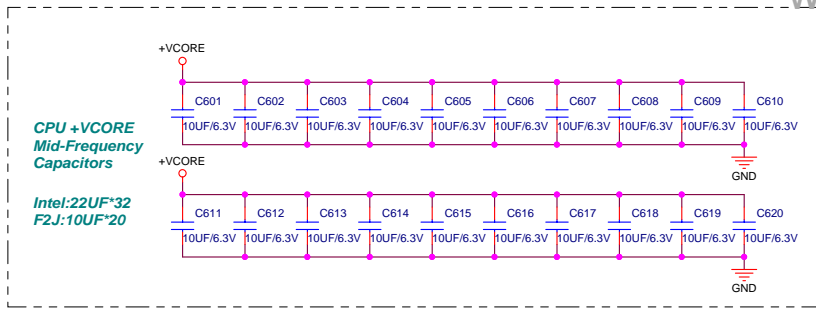 +VCORE
C601 C602 C603 C604 C605 C606 C607 C608 C609 C610
10UF/6.3V 10UF/6.3V 10UF/6.3V 10UF/6.3V 10UF/6.3V 10UF/6.3V 10UF/6.3V 10UF/6.3V 10UF/6.3V 10UF/6.3V
CPU +VCORE
Mid-Frequency
Capacitors
+VCORE
GND
Intel:22UF*32
F2J:10UF*20
C611 C612 C613 C614 C615 C616 C617 C618 C619 C620
10UF/6.3V 10UF/6.3V 10UF/6.3V 10UF/6.3V 10UF/6.3V 10UF/6.3V 10UF/6.3V 10UF/6.3V 10UF/6.3V 10UF/6.3V
GND